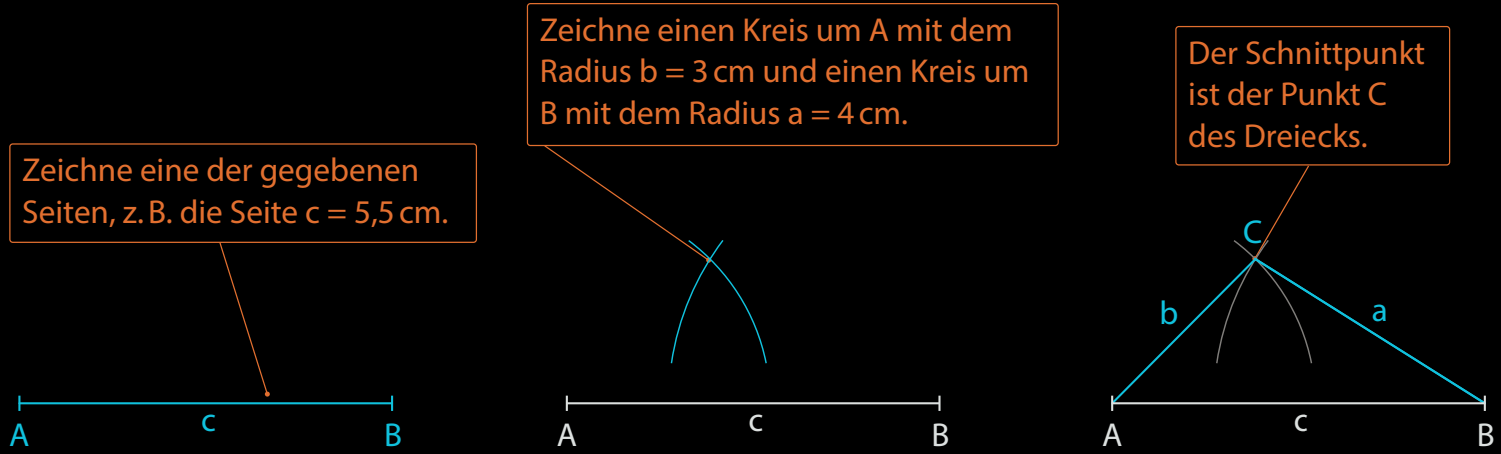 Zeichne eine der gegebenen
Seiten, z. B. die Seite c = 5,5 cm.
c
A
B
Zeichne einen Kreis um A mit dem
Radius b = 3 cm und einen Kreis um
B mit dem Radius a = 4 cm.
c
A
B
Der Schnittpunkt
ist der Punkt C
des Dreiecks.
C
b
a
c
A
B